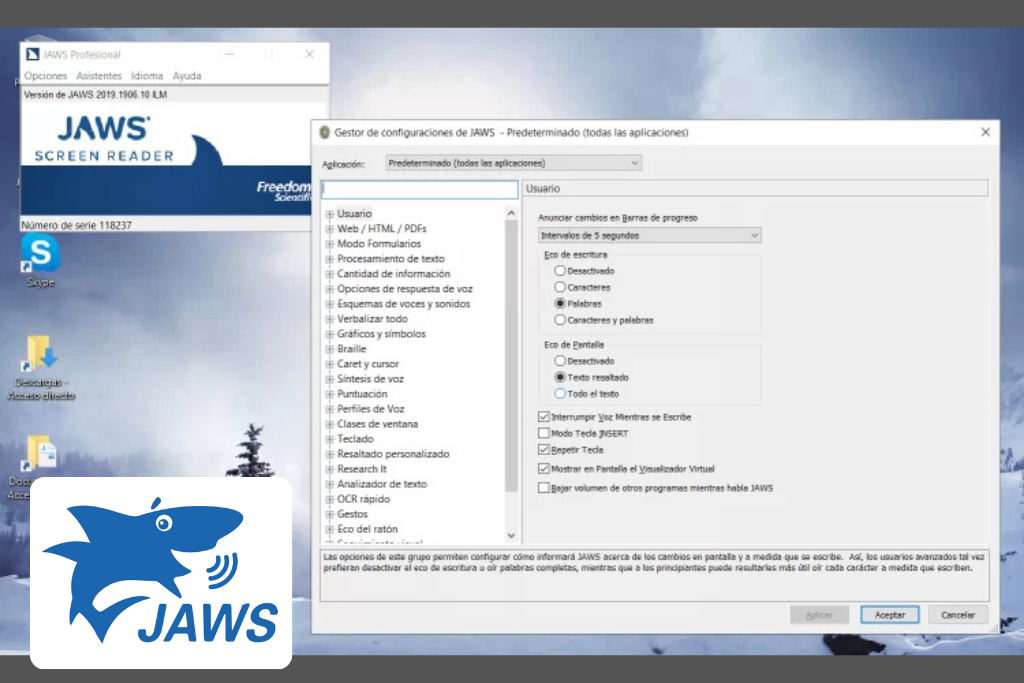 JAWS Profesional
Opciones Asistentes Idioma Ayuda
Versión de JAWS 2019.1906.10 ILM
JAWS
SCREEN READER
Freedom
Scientific
Número de serie 118237
Skype
Descargas -
Acceso directo
Gestor de configuraciones de JAWS - Predeterminado (todas las aplicaciones)
Aplicación: Predeterminado (todas las aplicaciones)
Usuario
Usuario
Web / HTML / PDFs
Modo Formularios
Procesamiento de texto
Cantidad de información
Opciones de respuesta de voz
Esquemas de voces y sonidos
Verbalizar todo
Gráficos y símbolos
Braille
Caret y cursor
Síntesis de voz
Puntuación
Perfiles de Voz
Clases de ventana
Teclado
Resaltado personalizado
Research It
Analizador de texto
OCR rápido
Gestos
Eco del ratón
Anunciar cambios en Barras de progreso
Intervalos de 5 segundos
Eco de escritura
Desactivado
Caracteres
Palabras
Caracteres y palabras
Eco de Pantalla
Desactivado
Texto resaltado
Todo el texto
Interrumpir Voz Mientras se Escribe
Modo Tecla INSERT
Repetir Tecla
Mostrar en Pantalla el Visualizador Virtual
Bajar volumen de otros programas mientras habla JAWS
Las opciones de este grupo permiten configurar cómo informará JAWS acerca de los cambios en pantalla y a medida que se escribe. Así, los usuarios avanzados tal vez
prefieran desactivar el eco de escritura u oír palabras completas, mientras que a los principiantes puede resultarles más útil oír cada carácter a medida que escriben.
Aplicar Aceptar Cancelar
JAWS